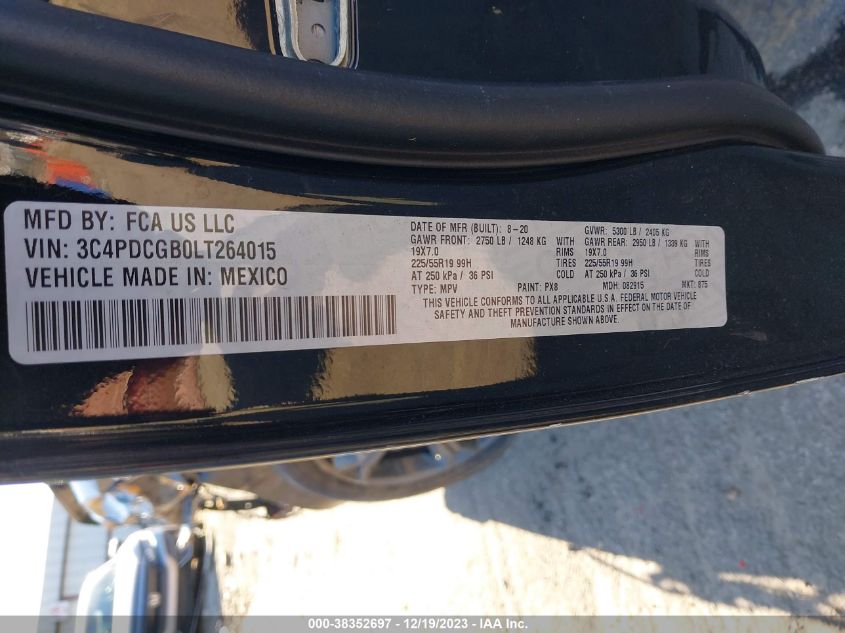 MFD BY: FCA US LLC
VIN: 3C4PDCGB0LT264015
VEHICLE MADE IN: MEXICO
DATE OF MFR (BUILT): 8-20 GVWR: 5300 LB / 2405 KG
GAWR FRONT: 2750 LB / 1248 KG GAWR REAR: 2950 LB / 1339 KG
19X7.0 RIMS 19X7.0 RIMS
225/55R19 99H TIRES 225/55R19 99H TIRES
AT 250 kPa / 36 PSI COLD AT 250 kPa / 36 PSI COLD
TYPE: MPV PAINT: PX8 MDH: 082915 MKT: 875
THIS VEHICLE CONFORMS TO ALL APPLICABLE U.S.A. FEDERAL MOTOR VEHICLE
SAFETY AND THEFT PREVENTION STANDARDS IN EFFECT ON THE DATE OF
MANUFACTURE SHOWN ABOVE.
000-38352697 - 12/19/2023 - IAA Inc.